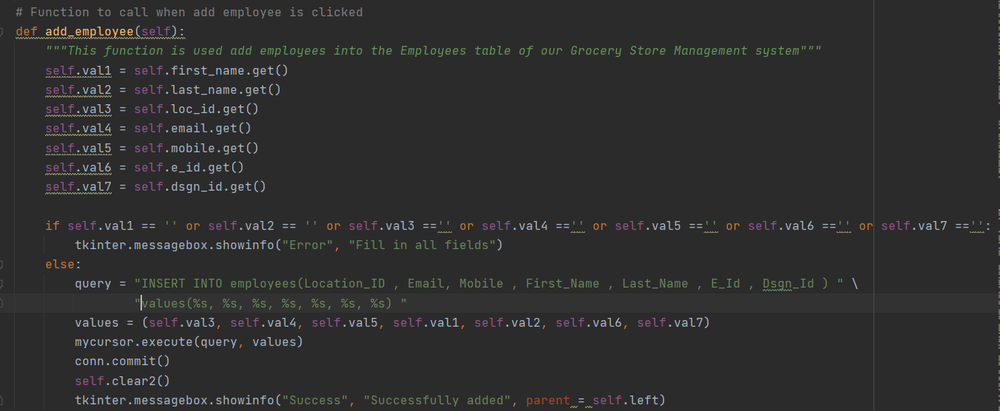 # Function to call when add employee is clicked
def add_employee(self):
    """This function is used add employees into the Employees table of our Grocery Store Management system"""
    self.val1 = self.first_name.get()
    self.val2 = self.last_name.get()
    self.val3 = self.loc_id.get()
    self.val4 = self.email.get()
    self.val5 = self.mobile.get()
    self.val6 = self.e_id.get()
    self.val7 = self.dsgn_id.get()

    if self.val1 == '' or self.val2 == '' or self.val3 =='' or self.val4 =='' or self.val5 =='' or self.val6 =='' or self.val7 =='':
        tkinter.messagebox.showinfo("Error", "Fill in all fields")
    else:
        query = "INSERT INTO employees(Location_ID , Email, Mobile , First_Name , Last_Name , E_Id , Dsgn_Id ) " \
                "values(%s, %s, %s, %s, %s, %s, %s) "
        values = (self.val3, self.val4, self.val5, self.val1, self.val2, self.val6, self.val7)
        mycursor.execute(query, values)
        conn.commit()
        self.clear2()
        tkinter.messagebox.showinfo("Success", "Successfully added", parent = self.left)